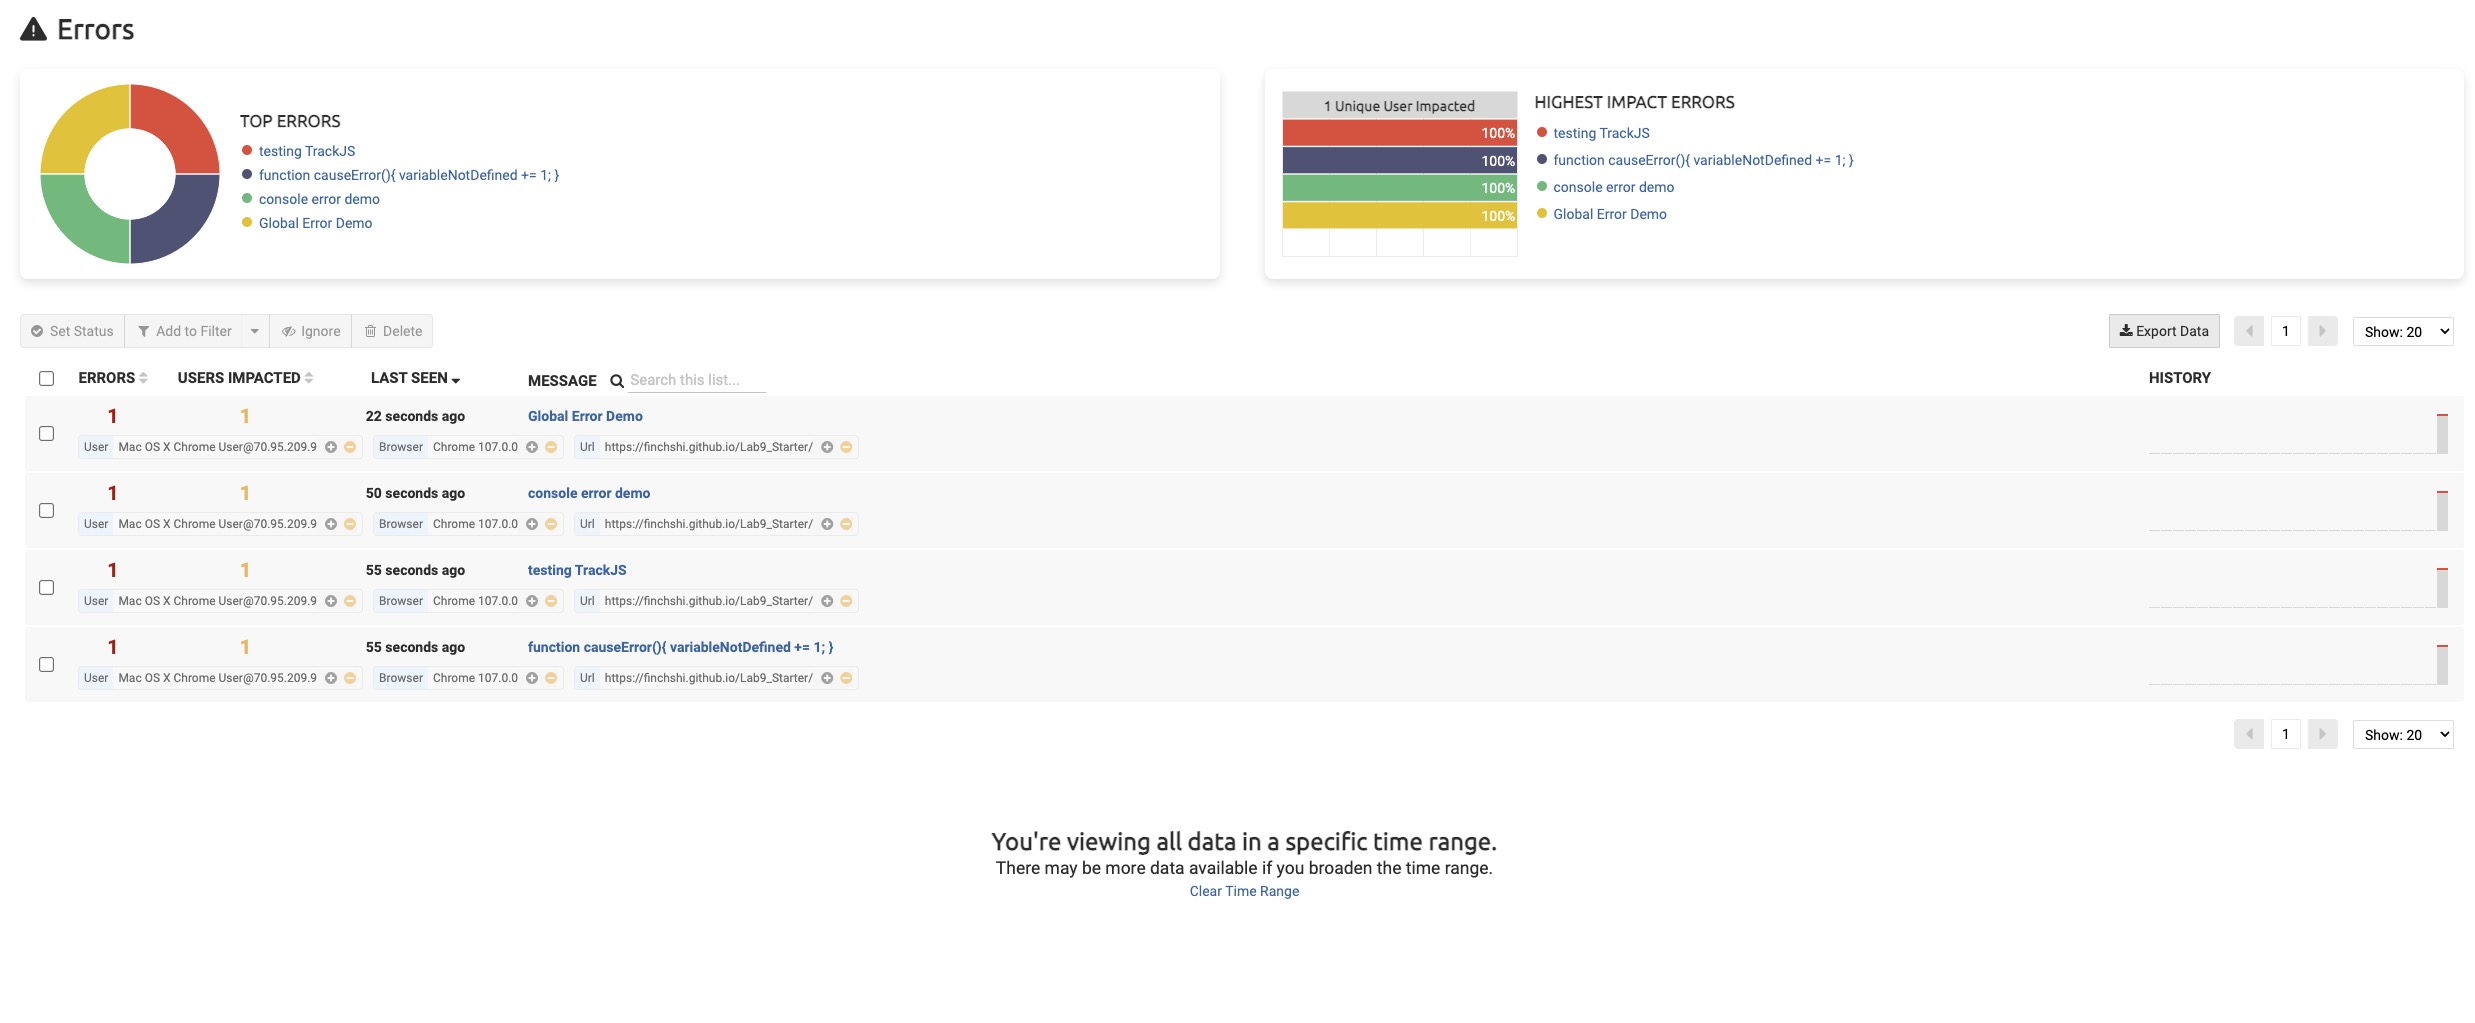 Errors
TOP ERRORS
testing TrackJS
function causeError(){ variableNotDefined += 1; }
console error demo
Global Error Demo
1 Unique User Impacted
100%
100%
100%
100%
HIGHEST IMPACT ERRORS
testing TrackJS
function causeError(){ variableNotDefined += 1; }
console error demo
Global Error Demo
Set Status Add to Filter Ignore Delete Export Data 1 Show: 20
ERRORS USERS IMPACTED LAST SEEN MESSAGE Search this list... HISTORY
1 1 22 seconds ago Global Error Demo
User Mac OS X Chrome User@70.95.209.9 Browser Chrome 107.0.0 Url https://finchshi.github.io/Lab9_Starter/
1 1 50 seconds ago console error demo
User Mac OS X Chrome User@70.95.209.9 Browser Chrome 107.0.0 Url https://finchshi.github.io/Lab9_Starter/
1 1 55 seconds ago testing TrackJS
User Mac OS X Chrome User@70.95.209.9 Browser Chrome 107.0.0 Url https://finchshi.github.io/Lab9_Starter/
1 1 55 seconds ago function causeError(){ variableNotDefined += 1; }
User Mac OS X Chrome User@70.95.209.9 Browser Chrome 107.0.0 Url https://finchshi.github.io/Lab9_Starter/
1 Show: 20
You're viewing all data in a specific time range.
There may be more data available if you broaden the time range.
Clear Time Range